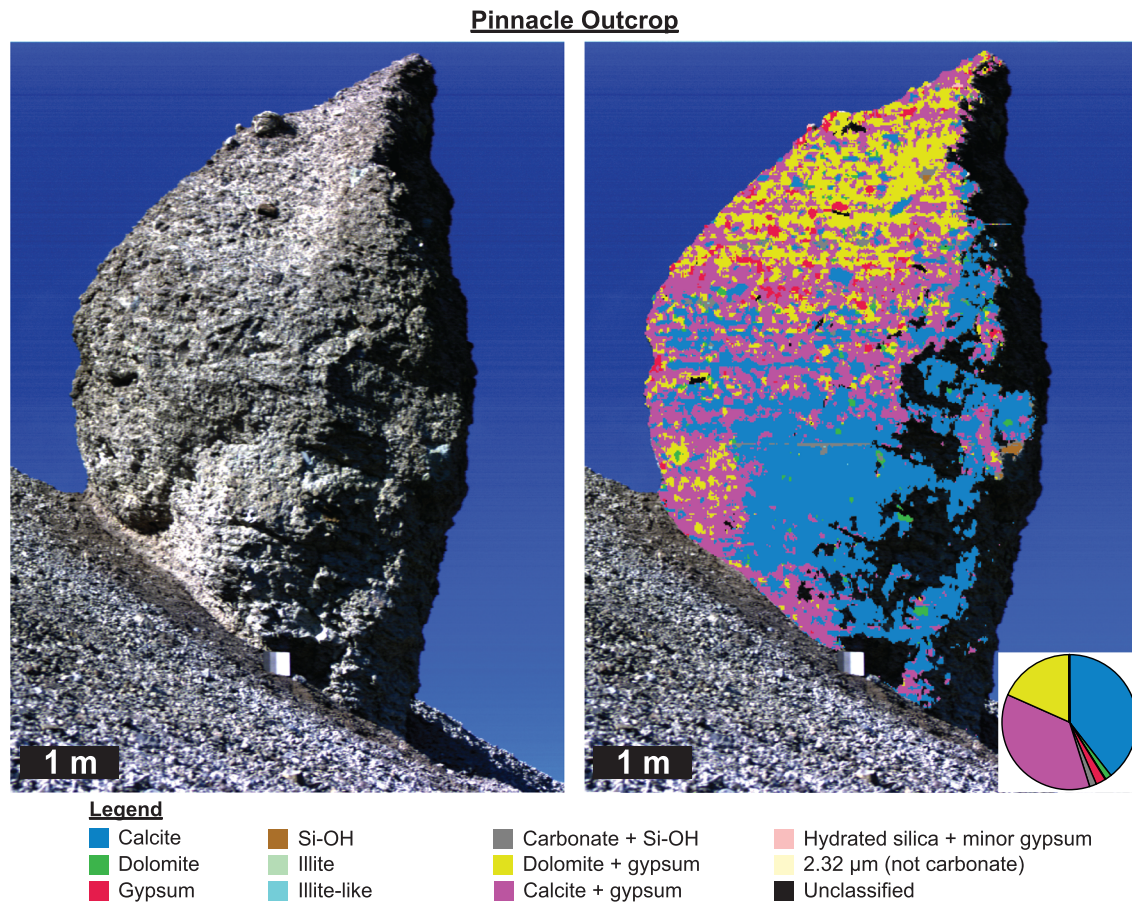 Pinnacle Outcrop
1 m
1 m
Legend
Calcite
Dolomite
Gypsum
Si-OH
Illite
Illite-like
Carbonate + Si-OH
Dolomite + gypsum
Calcite + gypsum
Hydrated silica + minor gypsum
2.32 µm (not carbonate)
Unclassified